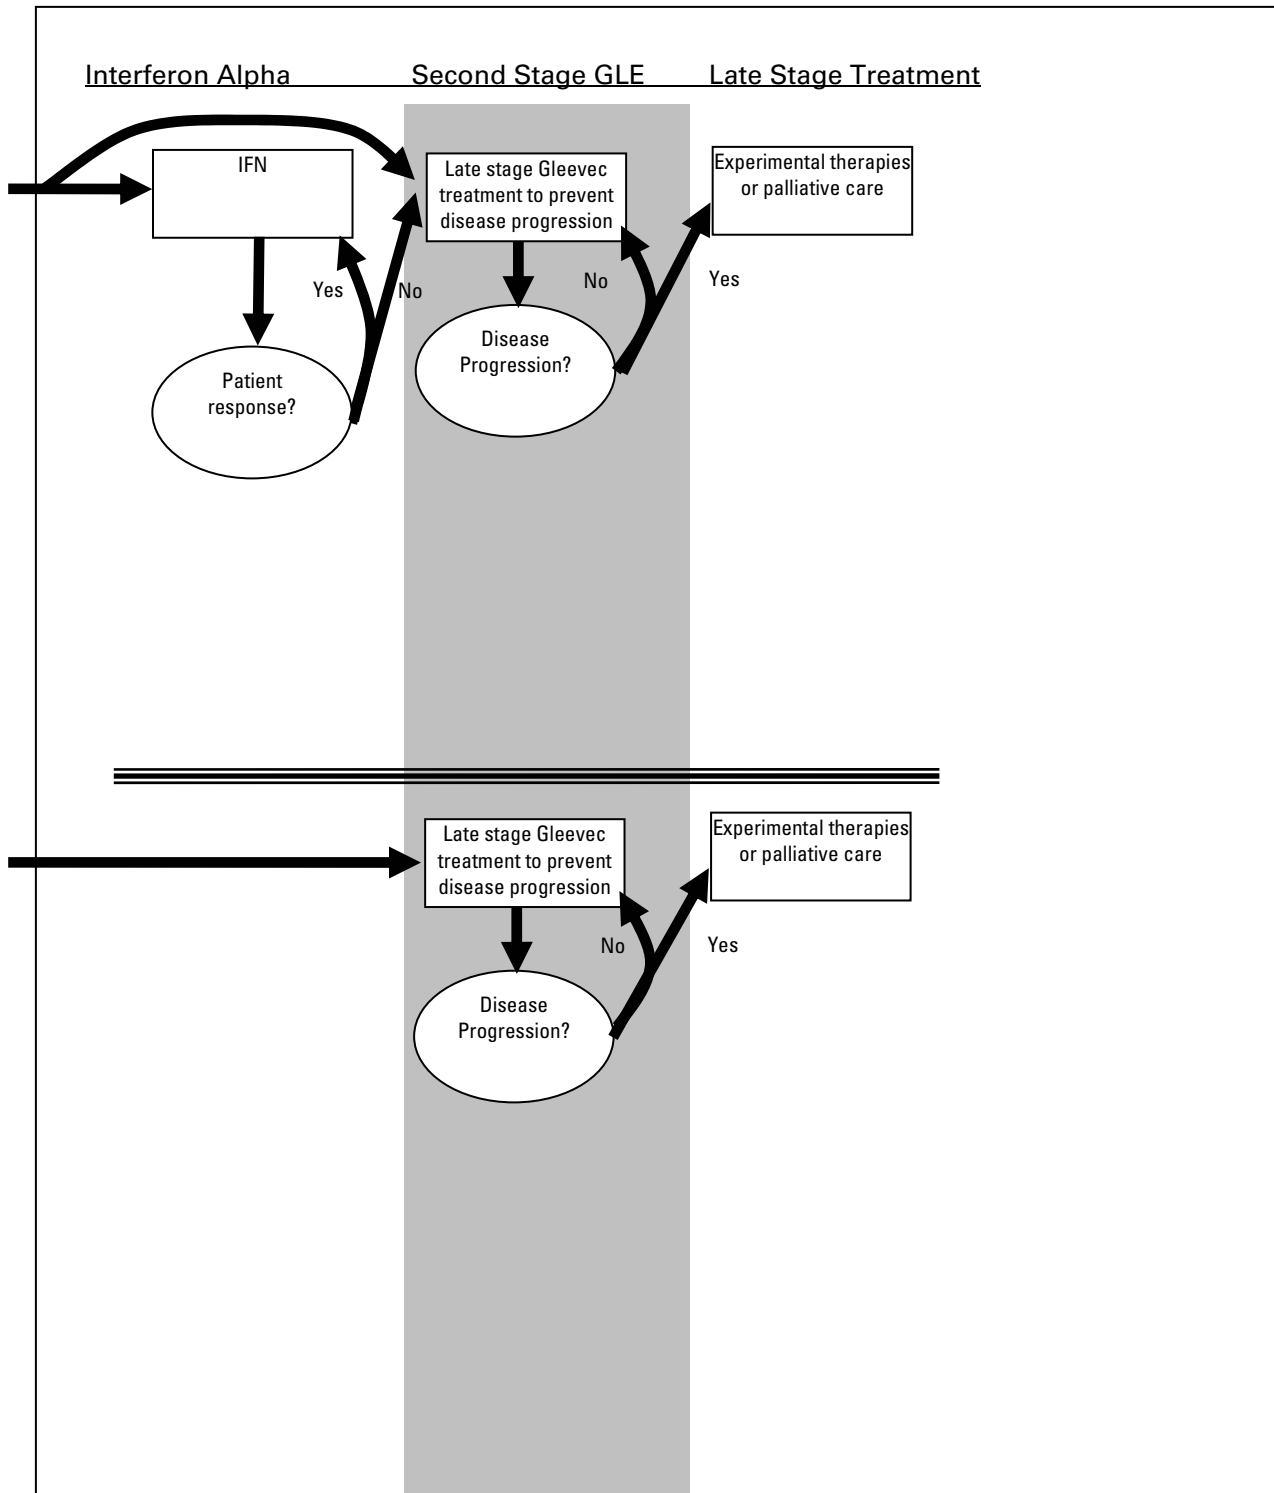 Interferon Alpha
Second Stage GLE
Late Stage Treatment
IFN
Late stage Gleevec
treatment to prevent
disease progression
Experimental therapies
or palliative care
Yes
No
No
Yes
Disease
Progression?
Patient
response?
Late stage Gleevec
treatment to prevent
disease progression
Experimental therapies
or palliative care
No
Yes
Disease
Progression?